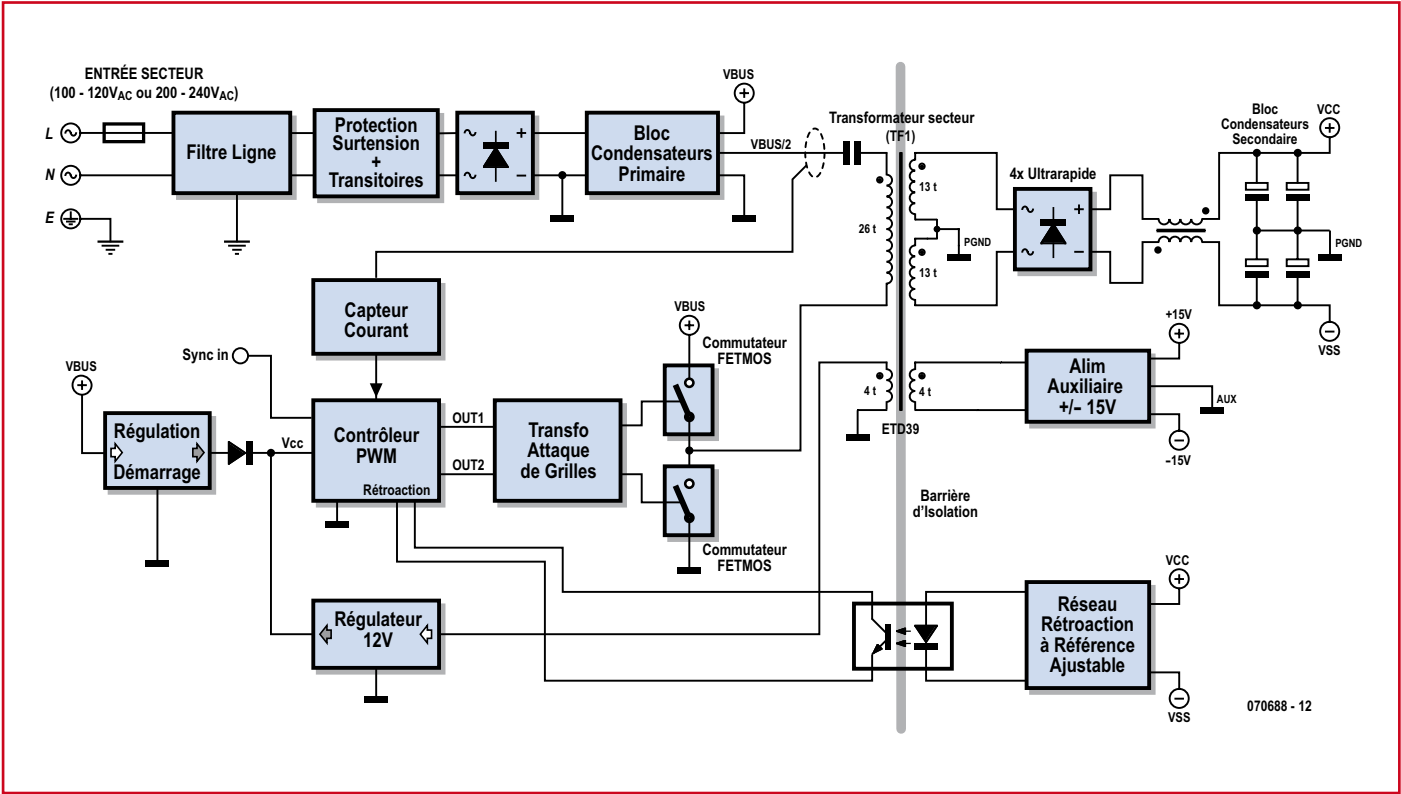 ENTRÉE SECTEUR
(100 - 120VAC ou 200 - 240VAC)
L
N
E
Filtre Ligne
Protection
Surtension
+
Transitoires
~
~
+
–
Bloc
Condensateurs
Primaire
VBUS
+
VBUS/2
Transformateur secteur
(TF1)
26 t
13 t
13 t
PGND
4x Ultrarapide
~
~
+
–
Bloc
Condensateurs
Secondaire
VCC
+
PGND
–
VSS
Capteur
Courant
Sync in
VBUS
+
Régulation
Démarrage
Vcc
Contrôleur
PWM
Rétroaction
OUT1
OUT2
Transfo
Attaque
de Grilles
VBUS
+
Commutateur
FETMOS
Commutateur
FETMOS
4 t
4 t
ETD39
Alim
Auxiliaire
+/– 15V
+15V
+
AUX
–
–15V
Barrière
d'Isolation
Régulateur
12V
Réseau
Rétroaction
à Référence
Ajustable
VCC
+
–
VSS
070688 - 12